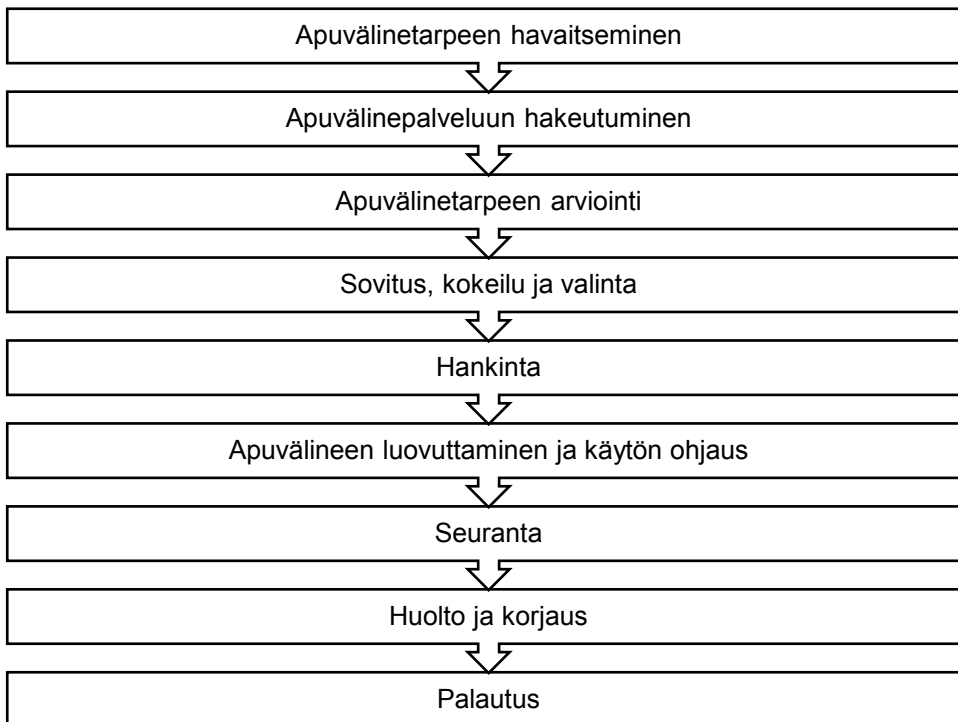 Apuvälinetarpeen havaitseminen
Apuvälinepalveluun hakeutuminen
Apuvälinetarpeen arviointi
Sovitus, kokeilu ja valinta
Hankinta
Apuvälineen luovuttaminen ja käytön ohjaus
Seuranta
Huolto ja korjaus
Palautus